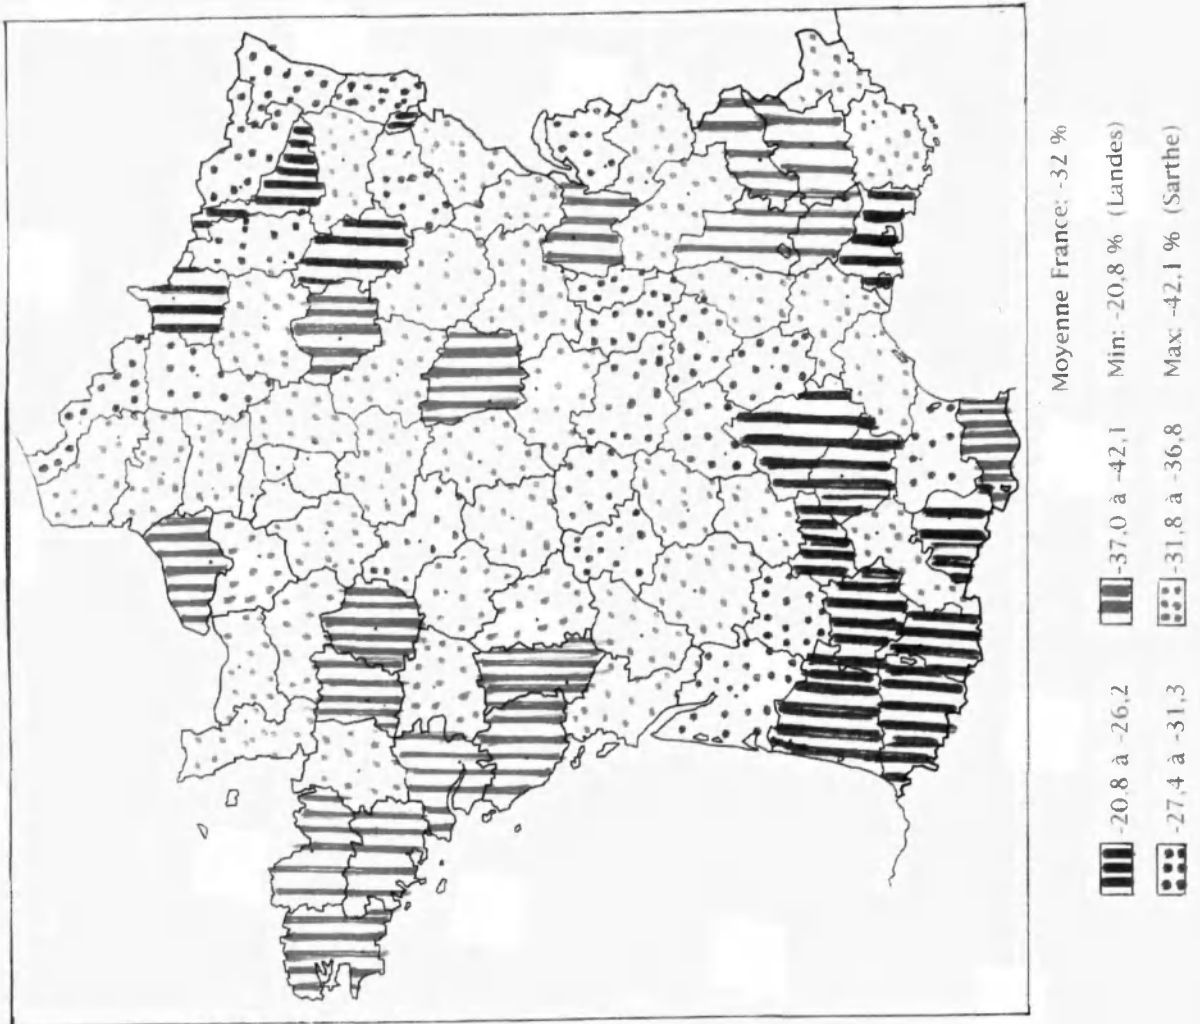 Moyenne France: -32 %
-20,8 à -26,2 -37,0 à -42,1 Min: -20,8 % (Landes)
-27,4 à -31,3 -31,8 à -36,8 Max: -42,1 % (Sarthe)